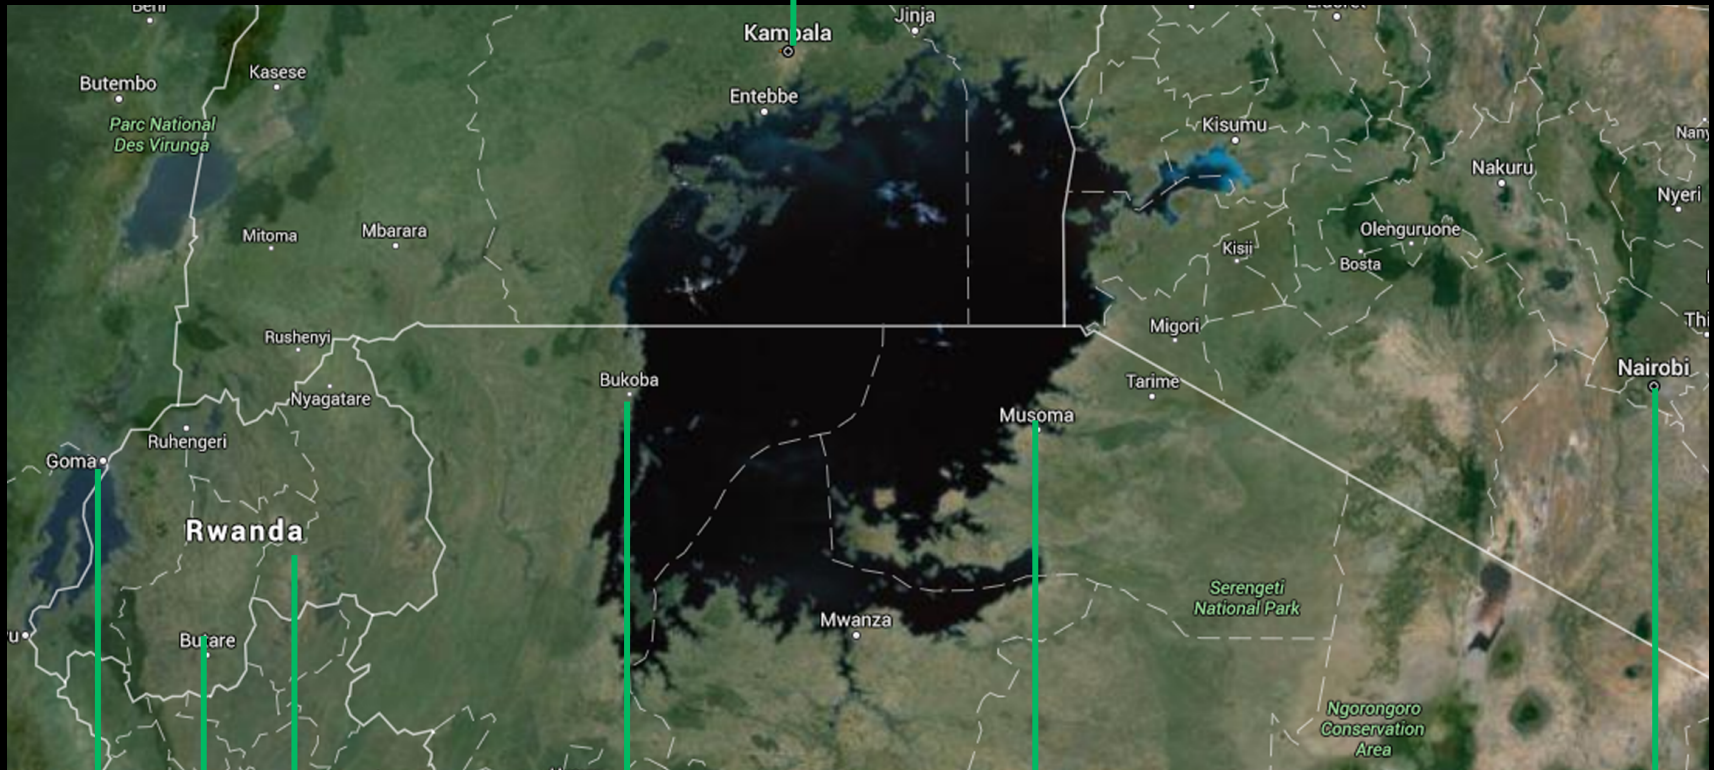 Beni
Jinja
Kampala
Kasese
Butembo
Entebbe
Parc National
Des Virunga
Kisumu
Nakuru
Nyeri
Mitoma
Mbarara
Olenguruone
Kisii
Bosta
Migori
Rushenyi
Nairobi
Bukoba
Tarime
Nyagatare
Musoma
Ruhengeri
Goma
Rwanda
Serengeti
National Park
Mwanza
Butare
Ngorongoro
Conservation
Area